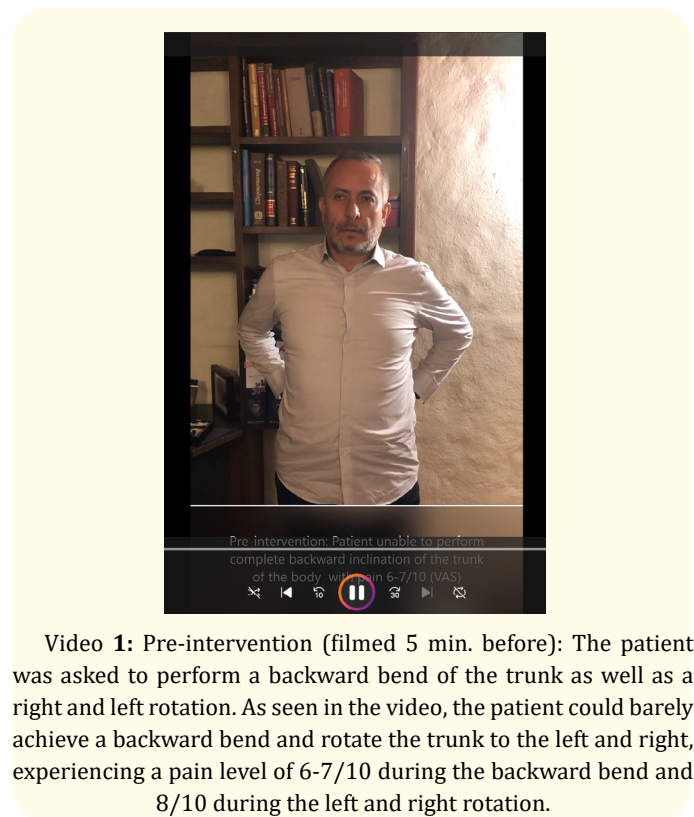 Pre-intervention: Patient unable to perform
complete backward inclination of the trunk
of the body with pain 6-7/10 (VAS)
10
30
Video 1: Pre-intervention (filmed 5 min. before): The patient
was asked to perform a backward bend of the trunk as well as a
right and left rotation. As seen in the video, the patient could barely
achieve a backward bend and rotate the trunk to the left and right,
experiencing a pain level of 6-7/10 during the backward bend and
8/10 during the left and right rotation.